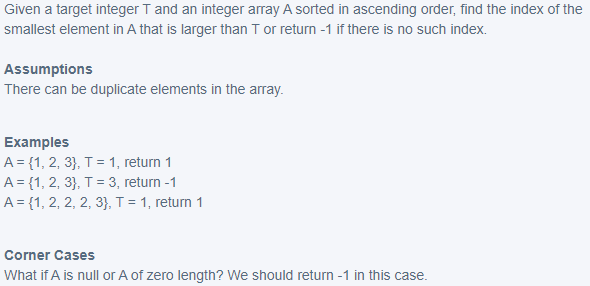 Given a target integer T and an integer array A sorted in ascending order, find the index of the
smallest element in A that is larger than T or return -1 if there is no such index.
Assumptions
There can be duplicate elements in the array.
Examples
A = {1, 2, 3}, T = 1, return 1
A = {1, 2, 3}, T = 3, return -1
A = {1, 2, 2, 2, 3}, T = 1, return 1
Corner Cases
What if A is null or A of zero length? We should return -1 in this case.